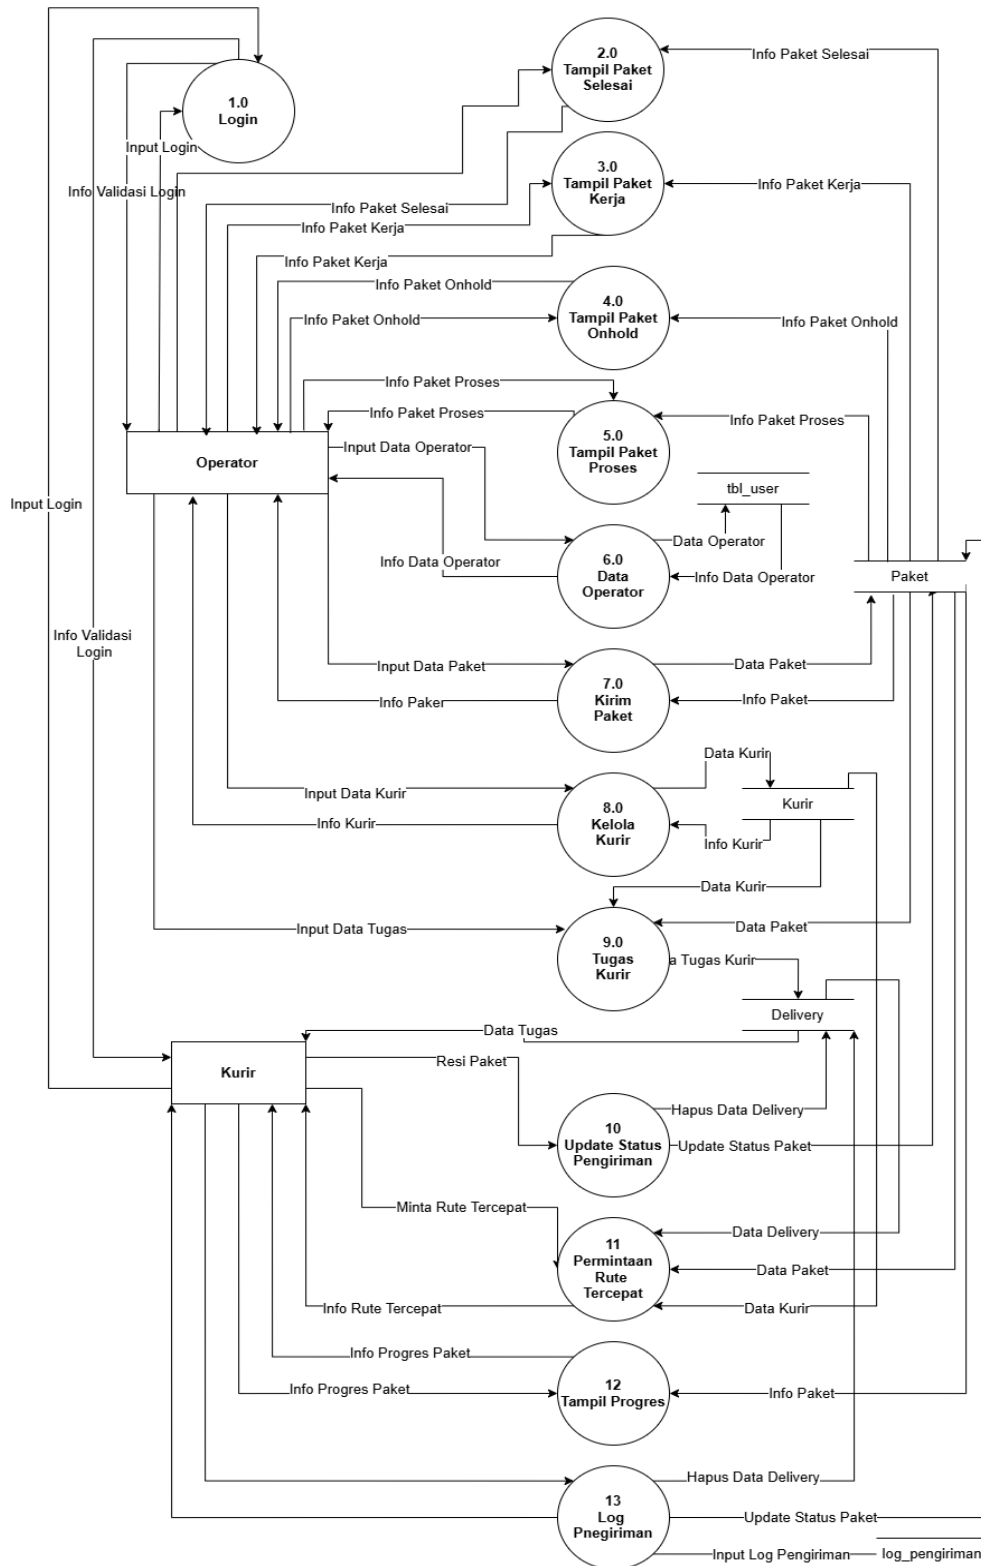 2.0
Tampil Paket
Selesai
Info Paket Selesai
1.0
Login
Input Login
Info Validasi Login
3.0
Tampil Paket
Kerja
Info Paket Kerja
Info Paket Selesai
Info Paket Kerja
Info Paket Kerja
Info Paket Onhold
4.0
Tampil Paket
Onhold
Info Paket Onhold
Info Paket Onhold
Info Paket Proses
Info Paket Proses
5.0
Tampil Paket
Proses
Info Paket Proses
Operator
Input Data Operator
tbl_user
Input Login
Info Data Operator
6.0
Data
Operator
Data Operator
Info Data Operator
Paket
Info Validasi
Login
Input Data Paket
7.0
Kirim
Paket
Data Paket
Info Paker
Info Paket
Data Kurir
Input Data Kurir
8.0
Kelola
Kurir
Kurir
Info Kurir
Info Kurir
Data Kurir
Input Data Tugas
9.0
Tugas
Kurir
Data Paket
a Tugas Kurir
Delivery
Data Tugas
Kurir
Resi Paket
10
Update Status
Pengiriman
Hapus Data Delivery
Update Status Paket
Minta Rute Tercepat
11
Permintaan
Rute
Tercepat
Data Delivery
Data Paket
Info Rute Tercepat
Data Kurir
Info Progres Paket
12
Tampil Progres
Info Progres Paket
Info Paket
13
Log
Pnegiriman
Hapus Data Delivery
Update Status Paket
Input Log Pengiriman
log_pengiriman